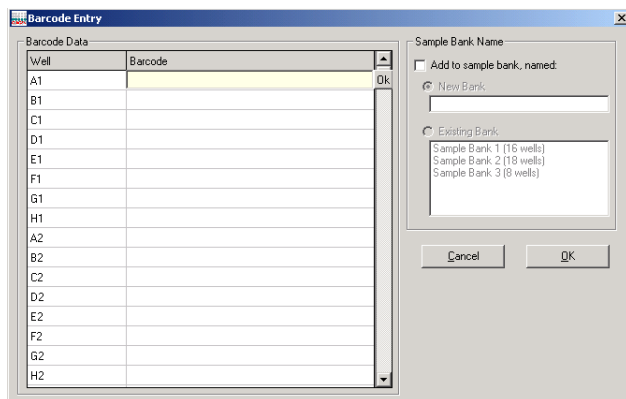 Barcode Entry
Barcode Data
Well Barcode
A1 Ok
B1
C1
D1
E1
F1
G1
H1
A2
B2
C2
D2
E2
F2
G2
H2
Sample Bank Name
Add to sample bank, named:
New Bank
Existing Bank
Sample Bank 1 (16 wells)
Sample Bank 2 (18 wells)
Sample Bank 3 (8 wells)
Cancel OK